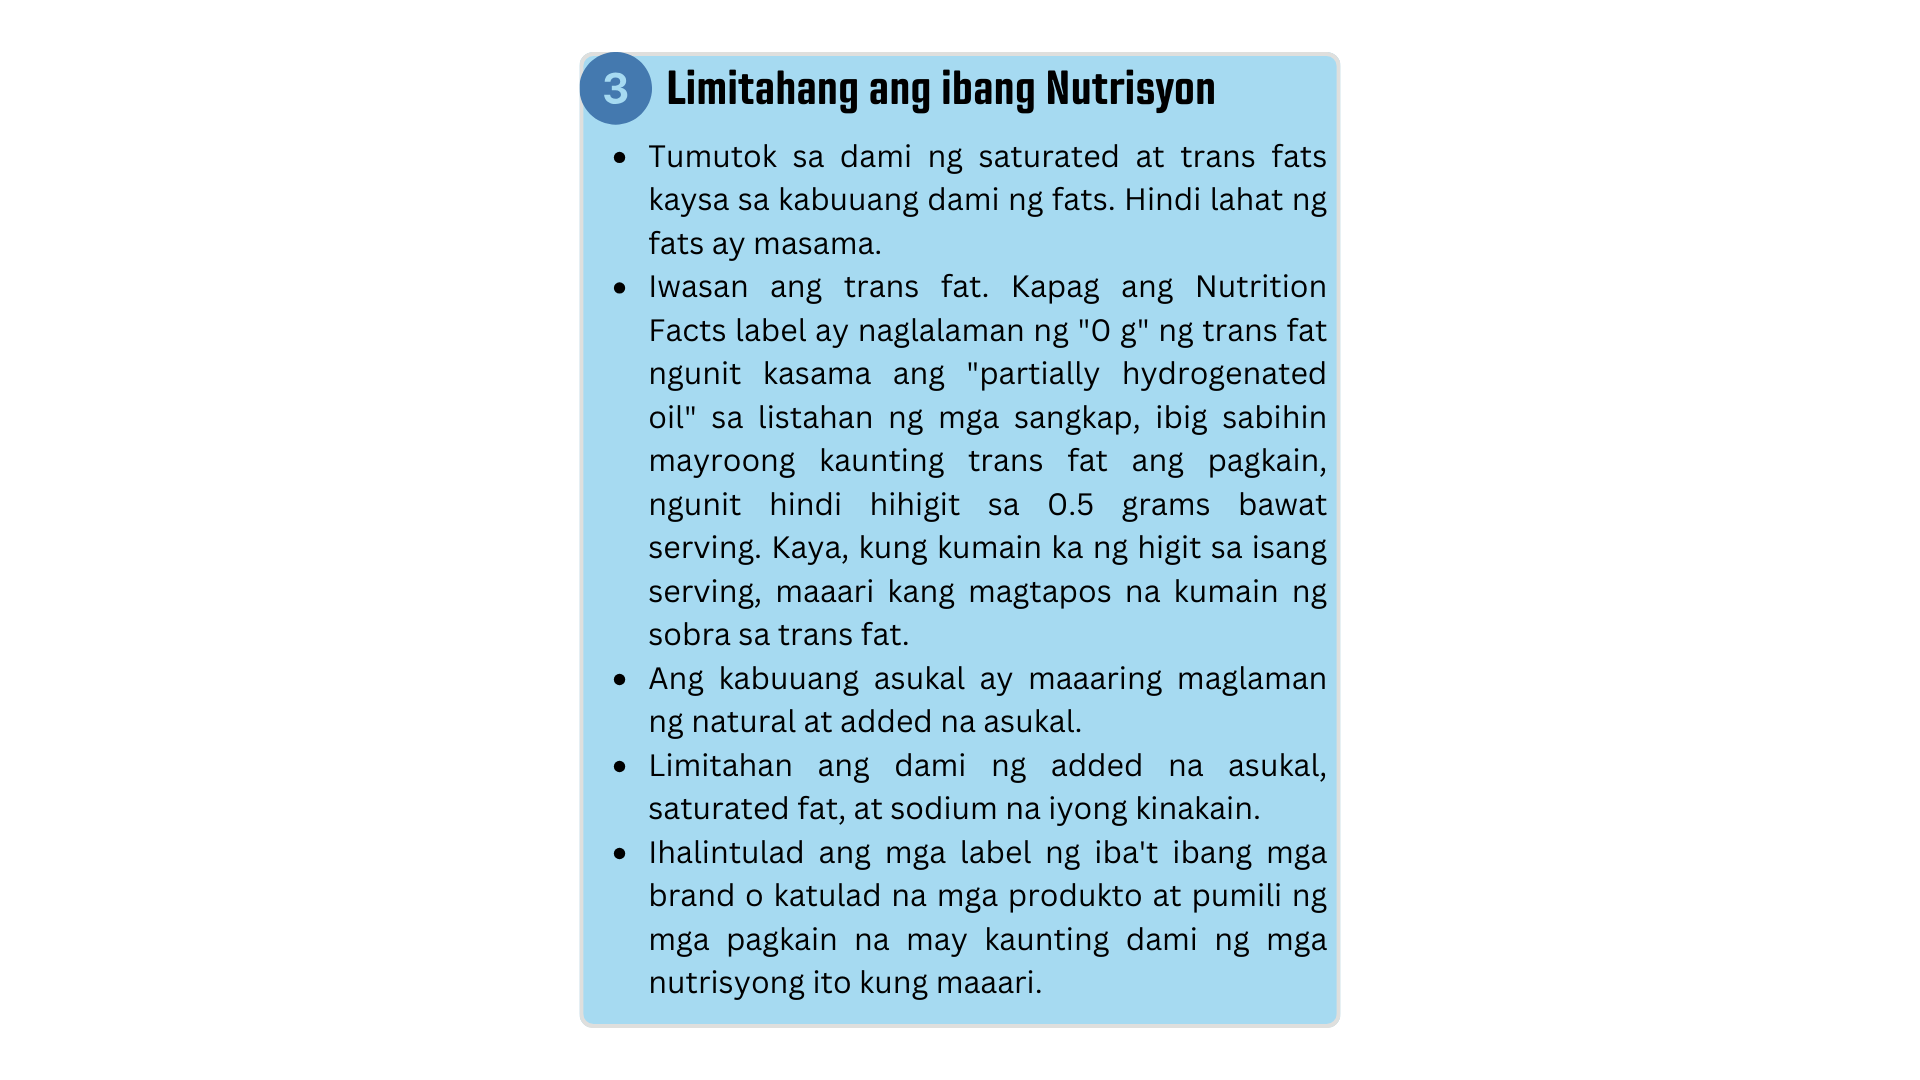 3 Limitahang ang ibang Nutrisyon
• Tumutok sa dami ng saturated at trans fats
kaysa sa kabuuang dami ng fats. Hindi lahat ng
fats ay masama.
• Iwasan ang trans fat. Kapag ang Nutrition
Facts label ay naglalaman ng "0 g" ng trans fat
ngunit kasama ang "partially hydrogenated
oil" sa listahan ng mga sangkap, ibig sabihin
mayroong kaunting trans fat ang pagkain,
ngunit hindi hihigit sa 0.5 grams bawat
serving. Kaya, kung kumain ka ng higit sa isang
serving, maaari kang magtapos na kumain ng
sobra sa trans fat.
• Ang kabuuang asukal ay maaaring maglaman
ng natural at added na asukal.
• Limitahan ang dami ng added na asukal,
saturated fat, at sodium na iyong kinakain.
• Ihalintulad ang mga label ng iba't ibang mga
brand o katulad na mga produkto at pumili ng
mga pagkain na may kaunting dami ng mga
nutrisyong ito kung maaari.